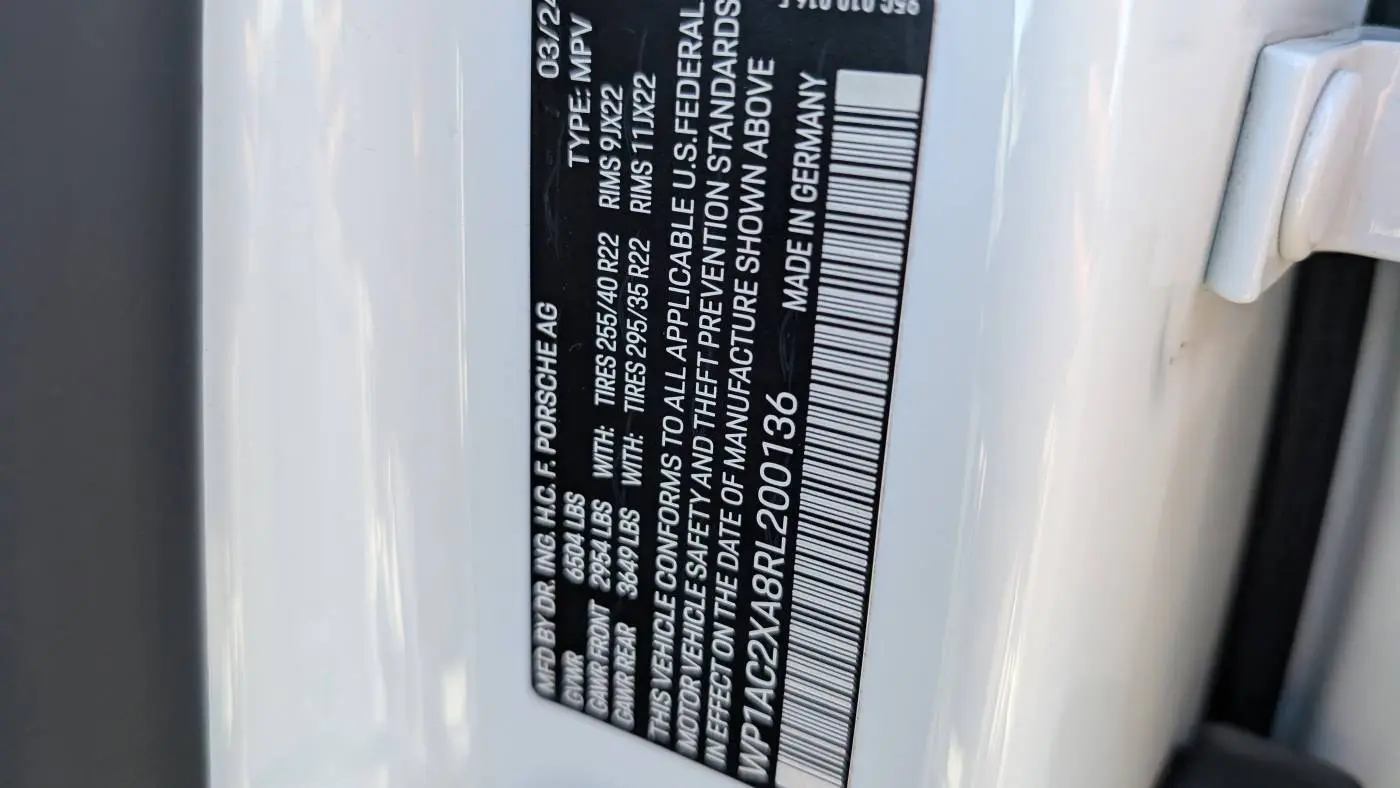 MFD BY DR. ING. H.C. F. PORSCHE AG 03/24
GVWR 6504 LBS TYPE: MPV
GAWR FRONT 2954 LBS WITH: TIRES 255/40 R22 RIMS 9JX22
GAWR REAR 3649 LBS WITH: TIRES 295/35 R22 RIMS 11JX22
THIS VEHICLE CONFORMS TO ALL APPLICABLE U.S.FEDERAL
MOTOR VEHICLE SAFETY AND THEFT PREVENTION STANDARDS
IN EFFECT ON THE DATE OF MANUFACTURE SHOWN ABOVE
WP1AC2XA8RL200136 MADE IN GERMANY